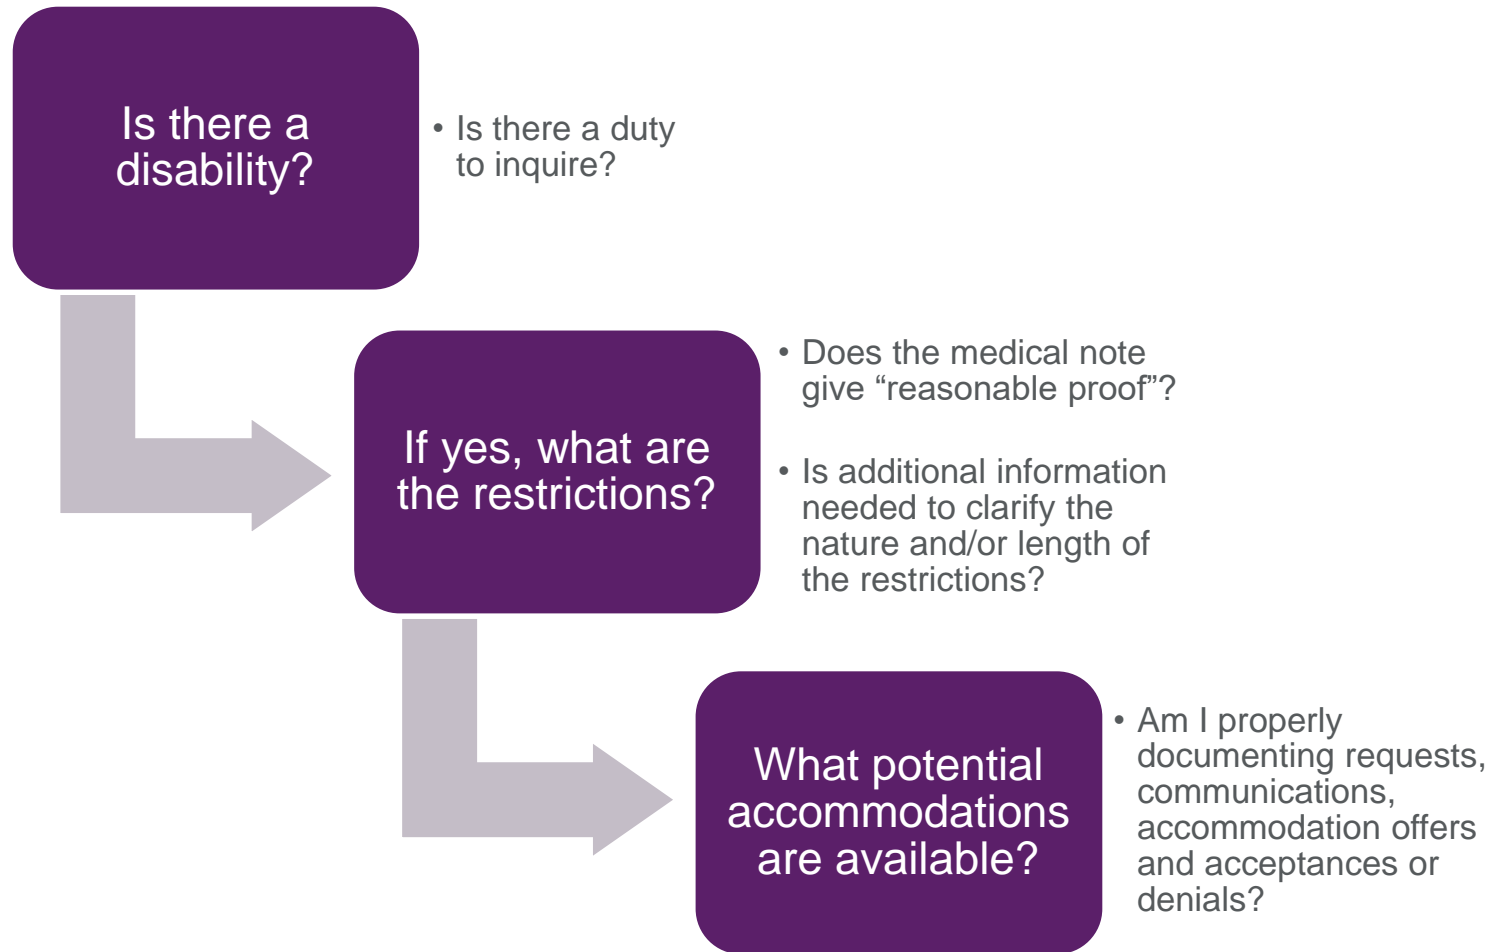 Is there a
disability?
• Is there a duty
to inquire?
If yes, what are
the restrictions?
• Does the medical note
give “reasonable proof”?
• Is additional information
needed to clarify the
nature and/or length of
the restrictions?
What potential
accommodations
are available?
• Am I properly
documenting requests,
communications,
accommodation offers
and acceptances or
denials?